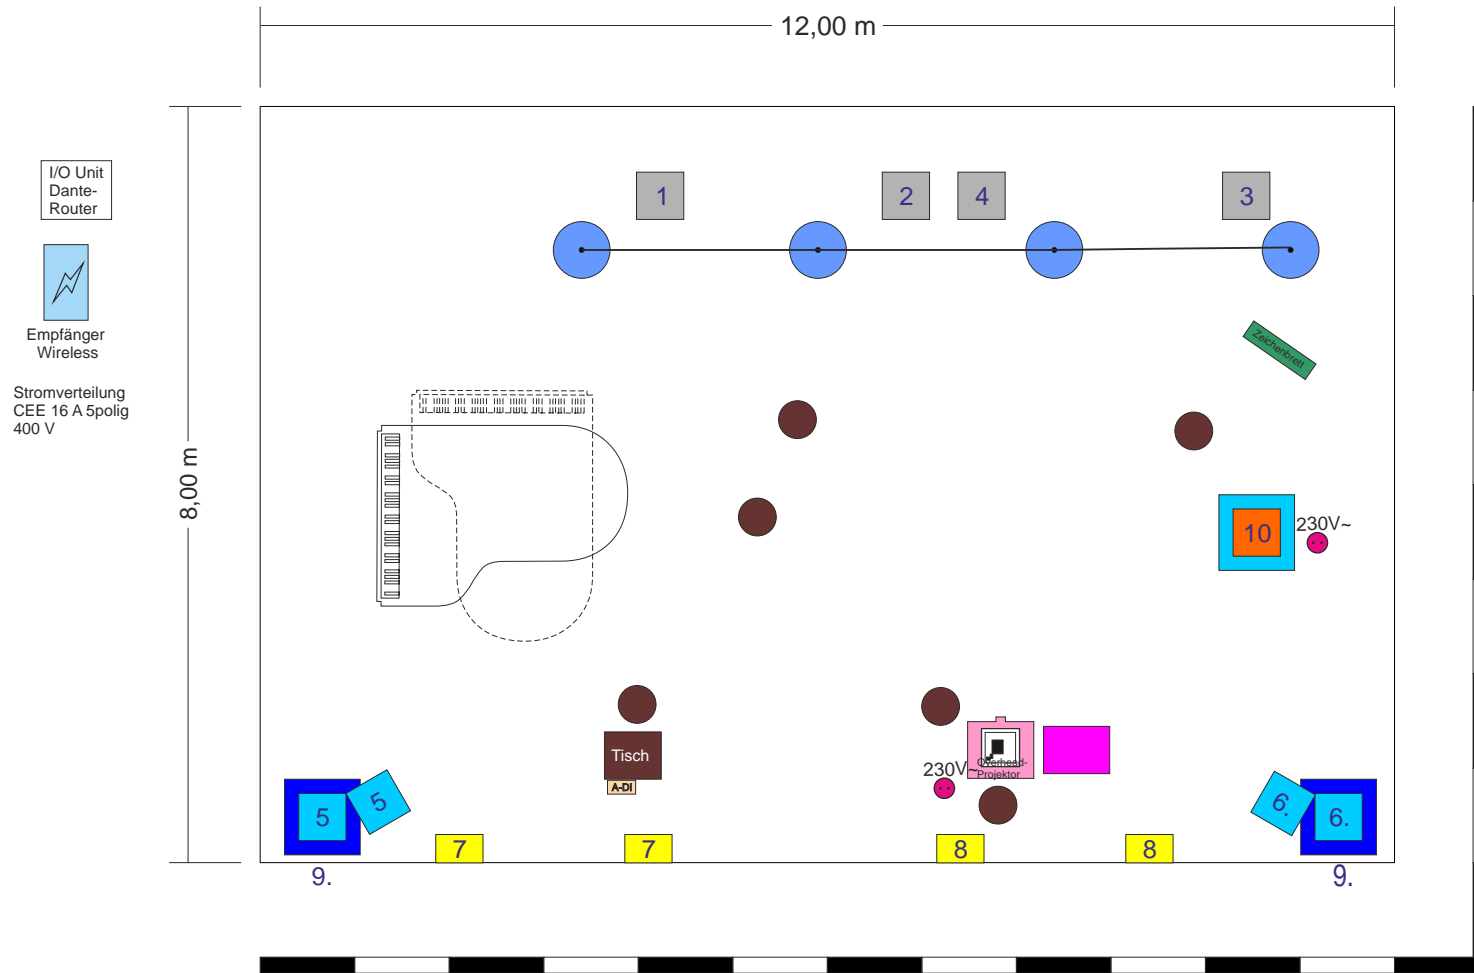 12,00 m
I/O Unit
Dante-
Router
1
2
4
3
Empfänger
Wireless
Zeichenbrett
Stromverteilung
CEE 16 A 5polig
400 V
8,00 m
10
230V~
Tisch
A-DI
Overhead-
Projektor
230V~
5
5
6.
6.
7
7
8
8
9.
9.